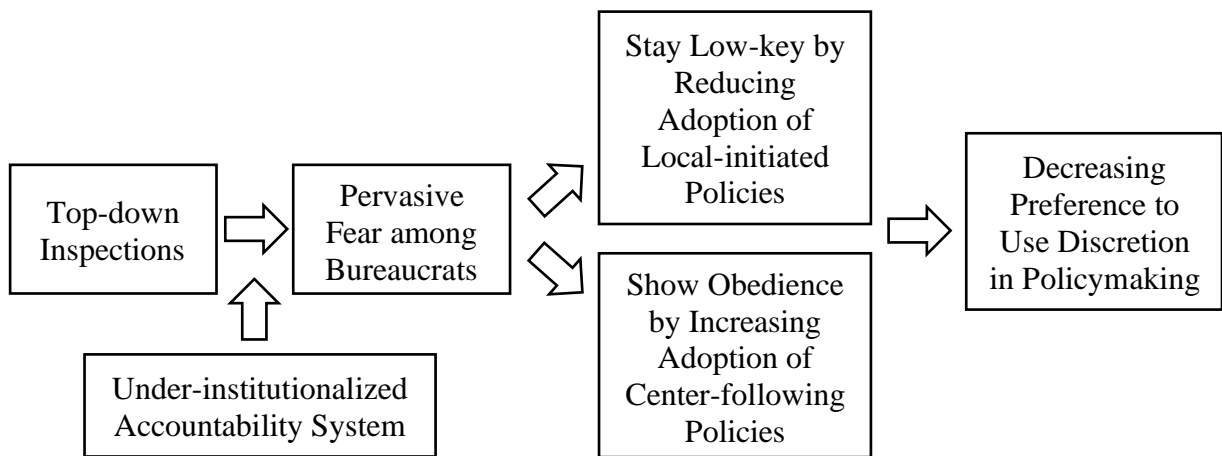 Top-down
Inspections
Under-institutionalized
Accountability System
Pervasive
Fear among
Bureaucrats
Stay Low-key by
Reducing
Adoption of
Local-initiated
Policies
Show Obedience
by Increasing
Adoption of
Center-following
Policies
Decreasing
Preference to
Use Discretion
in Policymaking